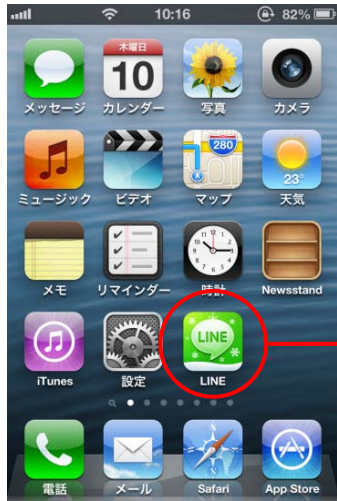 10:16 82%
木曜日
10
メッセージ カレンダー 写真 カメラ
280
23°
ミュージック ビデオ マップ 天気
メモ リマインダー 時計 Newsstand
LINE
iTunes 設定 LINE
電話 メール Safari App Store